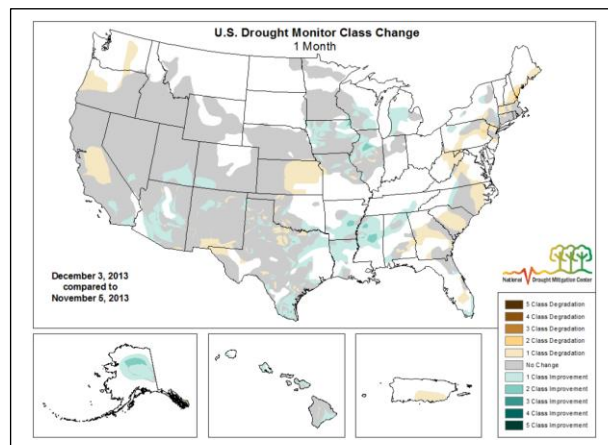 U.S. Drought Monitor Class Change
1 Month
December 3, 2013
compared to
November 5, 2013
National Drought Mitigation Center
5 Class Degradation
4 Class Degradation
3 Class Degradation
2 Class Degradation
1 Class Degradation
No Change
1 Class Improvement
2 Class Improvement
3 Class Improvement
4 Class Improvement
5 Class Improvement